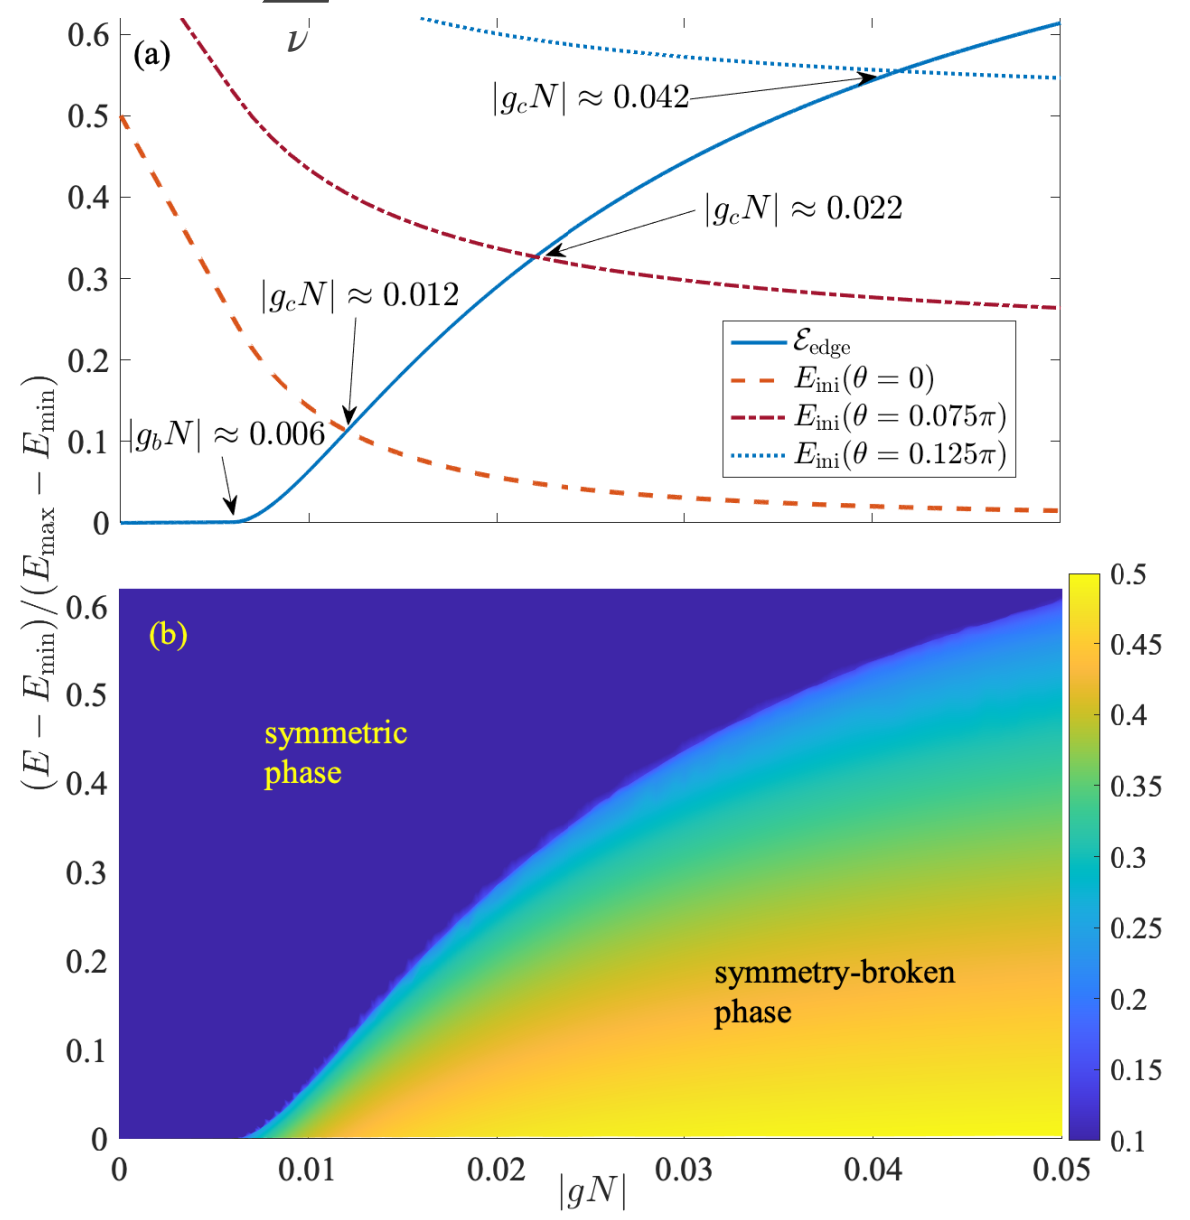 ν
(a)
0.6
0.5
0.4
0.3
0.2
0.1
0
|g_cN| ≈ 0.042
|g_cN| ≈ 0.022
|g_cN| ≈ 0.012
|g_bN| ≈ 0.006
ℰ_edge
E_ini(θ = 0)
E_ini(θ = 0.075π)
E_ini(θ = 0.125π)
(E − E_min)/(E_max − E_min)
(b)
0.6
0.5
0.4
0.3
0.2
0.1
0
symmetric
phase
symmetry-broken
phase
0.5
0.45
0.4
0.35
0.3
0.25
0.2
0.15
0.1
0 0.01 0.02 0.03 0.04 0.05
|gN|